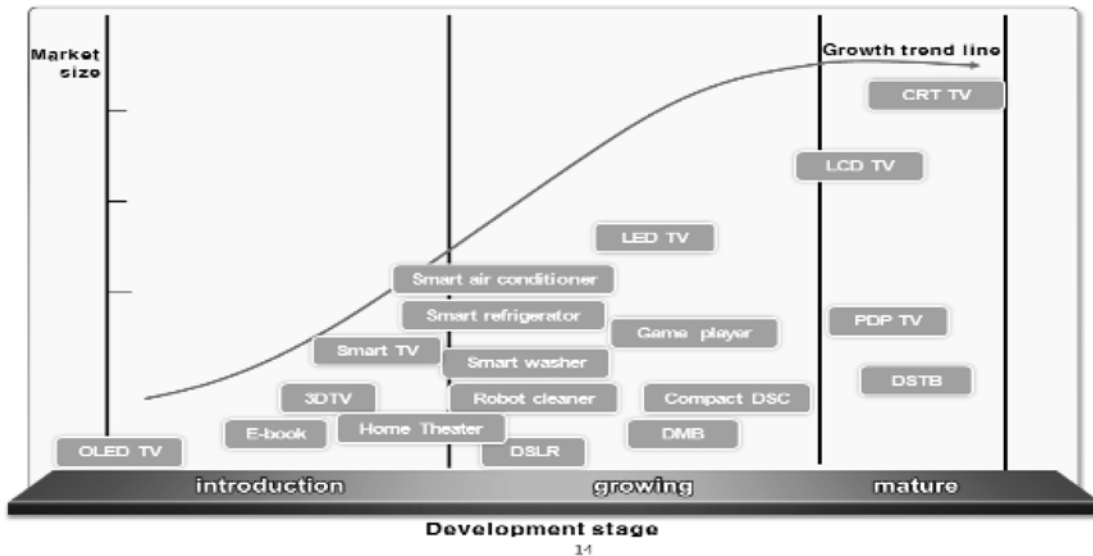 Market
size
Growth trend line
CRT TV
LCD TV
LED TV
Smart air conditioner
Smart refrigerator
Game player
PDP TV
Smart TV
Smart washer
DSTB
3DTV
Robot cleaner
Compact DSC
E-book
Home Theater
DMB
OLED TV
DSLR
introduction
growing
mature
Development stage
14